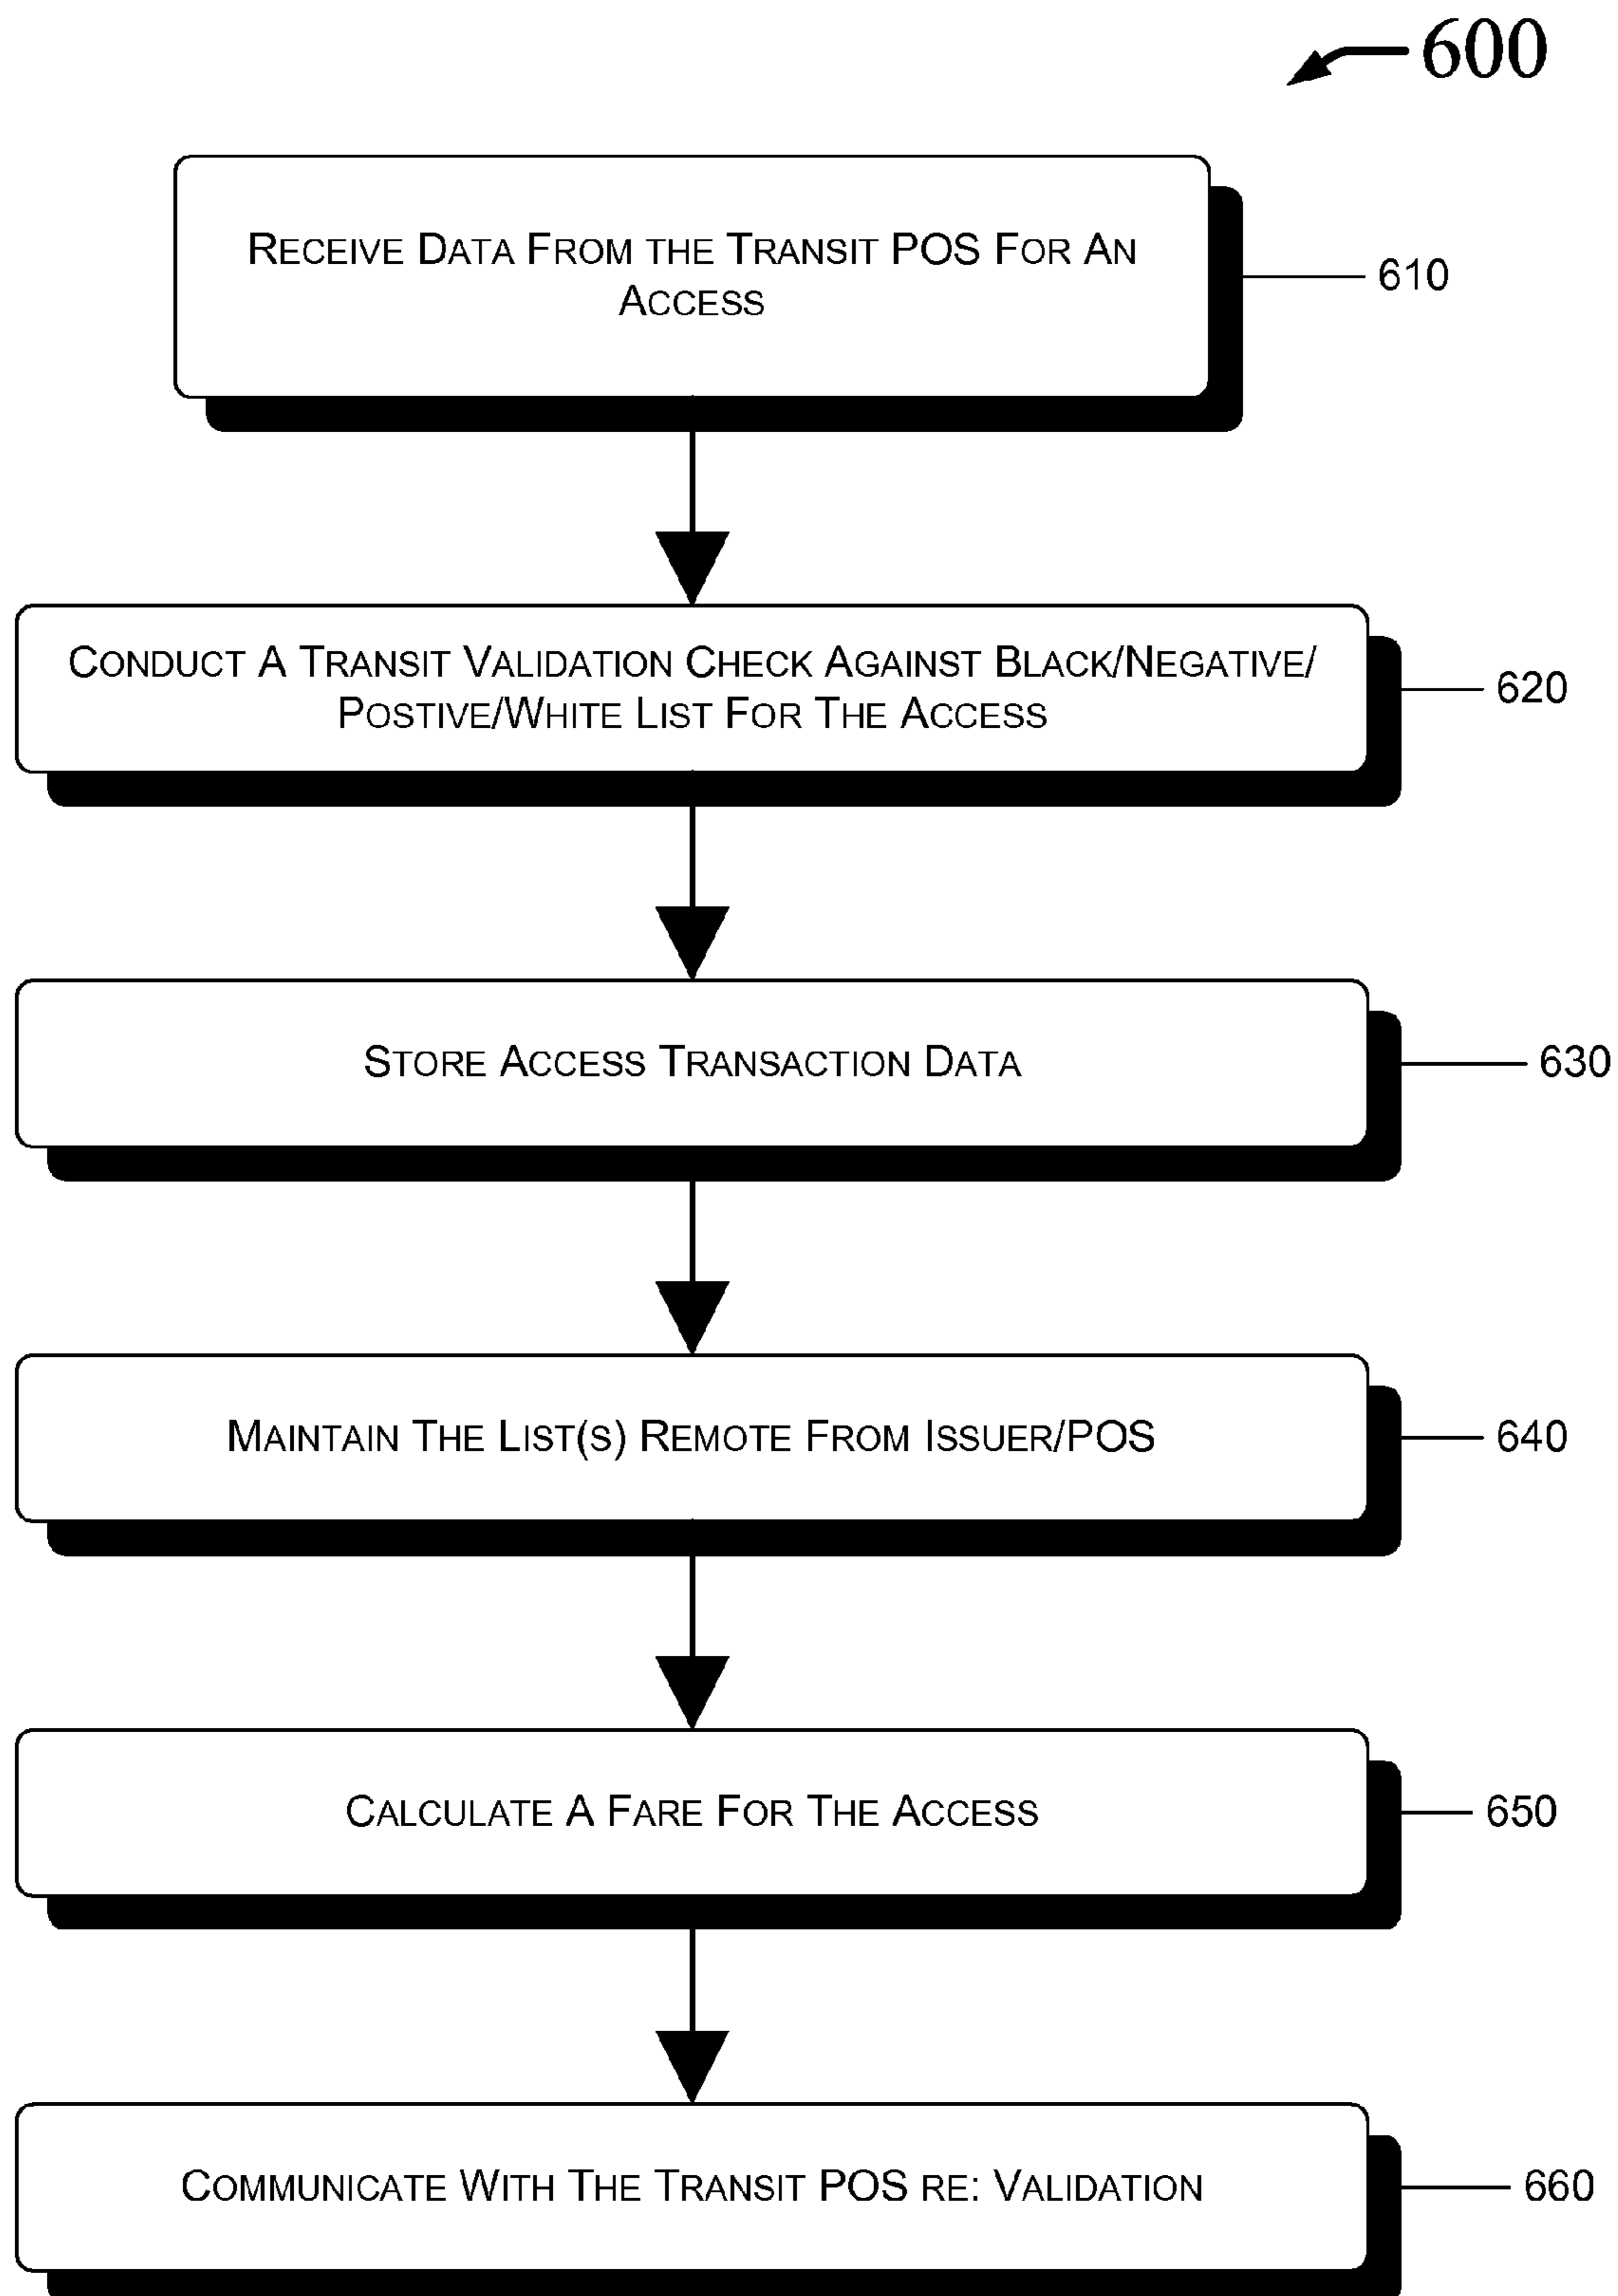 600
RECEIVE DATA FROM THE TRANSIT POS FOR AN
ACCESS
610
CONDUCT A TRANSIT VALIDATION CHECK AGAINST BLACK/NEGATIVE/
POSTIVE/WHITE LIST FOR THE ACCESS
620
STORE ACCESS TRANSACTION DATA
630
MAINTAIN THE LIST(S) REMOTE FROM ISSUER/POS
640
CALCULATE A FARE FOR THE ACCESS
650
COMMUNICATE WITH THE TRANSIT POS RE: VALIDATION
660